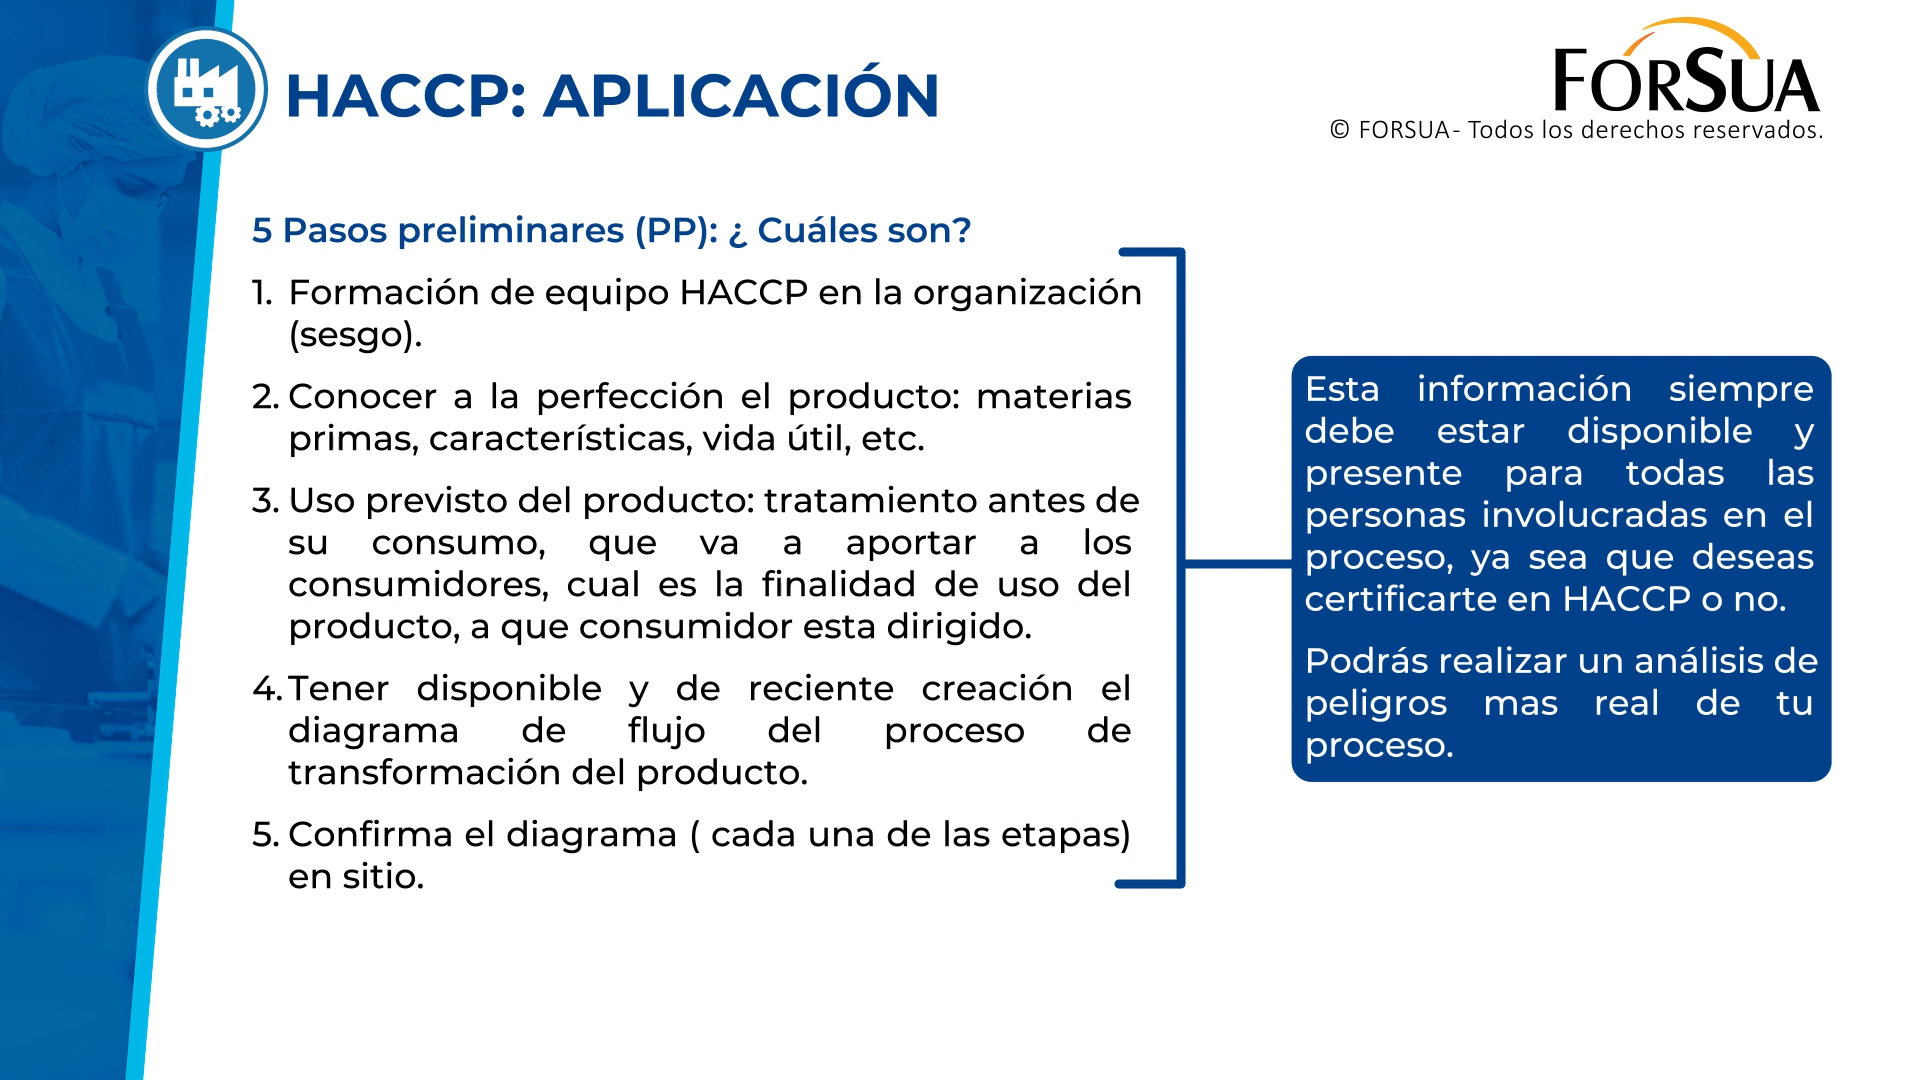 HACCP: APLICACIÓN
FORSUA
© FORSUA- Todos los derechos reservados.
5 Pasos preliminares (PP): ¿ Cuáles son?
1. Formación de equipo HACCP en la organización
(sesgo).
2. Conocer a la perfección el producto: materias
primas, características, vida útil, etc.
3. Uso previsto del producto: tratamiento antes de
su consumo, que va a aportar a los
consumidores, cual es la finalidad de uso del
producto, a que consumidor esta dirigido.
4. Tener disponible y de reciente creación el
diagrama de flujo del proceso de
transformación del producto.
5. Confirma el diagrama ( cada una de las etapas)
en sitio.
Esta información siempre
debe estar disponible y
presente para todas las
personas involucradas en el
proceso, ya sea que deseas
certificarte en HACCP o no.
Podrás realizar un análisis de
peligros mas real de tu
proceso.